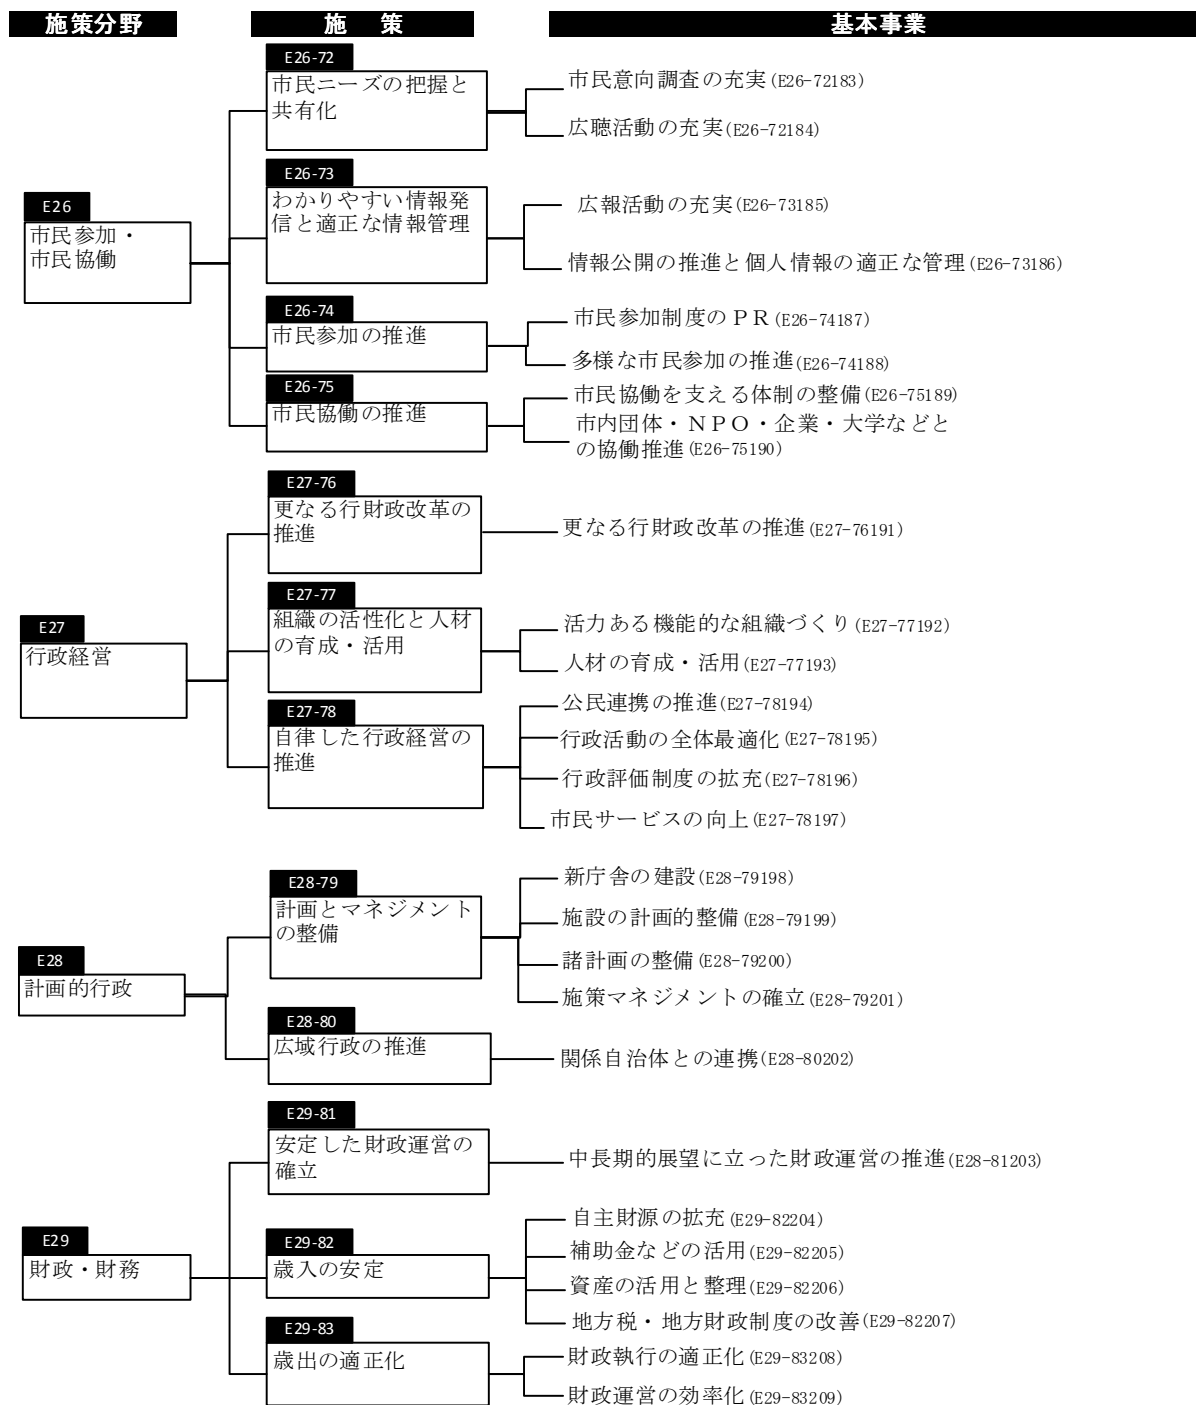 施策分野
施　策
基本事業
E26
市民参加・
市民協働
E26-72
市民ニーズの把握と
共有化
市民意向調査の充実(E26-72183)
広聴活動の充実(E26-72184)
E26-73
わかりやすい情報発
信と適正な情報管理
広報活動の充実(E26-73185)
情報公開の推進と個人情報の適正な管理(E26-73186)
E26-74
市民参加の推進
市民参加制度のＰＲ(E26-74187)
多様な市民参加の推進(E26-74188)
E26-75
市民協働の推進
市民協働を支える体制の整備(E26-75189)
市内団体・ＮＰＯ・企業・大学などと
の協働推進(E26-75190)
E27
行政経営
E27-76
更なる行財政改革の
推進
更なる行財政改革の推進(E27-76191)
E27-77
組織の活性化と人材
の育成・活用
活力ある機能的な組織づくり(E27-77192)
人材の育成・活用(E27-77193)
E27-78
自律した行政経営の
推進
公民連携の推進(E27-78194)
行政活動の全体最適化(E27-78195)
行政評価制度の拡充(E27-78196)
市民サービスの向上(E27-78197)
E28
計画的行政
E28-79
計画とマネジメント
の整備
新庁舎の建設(E28-79198)
施設の計画的整備(E28-79199)
諸計画の整備(E28-79200)
施策マネジメントの確立(E28-79201)
E28-80
広域行政の推進
関係自治体との連携(E28-80202)
E29
財政・財務
E29-81
安定した財政運営の
確立
中長期的展望に立った財政運営の推進(E28-81203)
E29-82
歳入の安定
自主財源の拡充(E29-82204)
補助金などの活用(E29-82205)
資産の活用と整理(E29-82206)
地方税・地方財政制度の改善(E29-82207)
E29-83
歳出の適正化
財政執行の適正化(E29-83208)
財政運営の効率化(E29-83209)